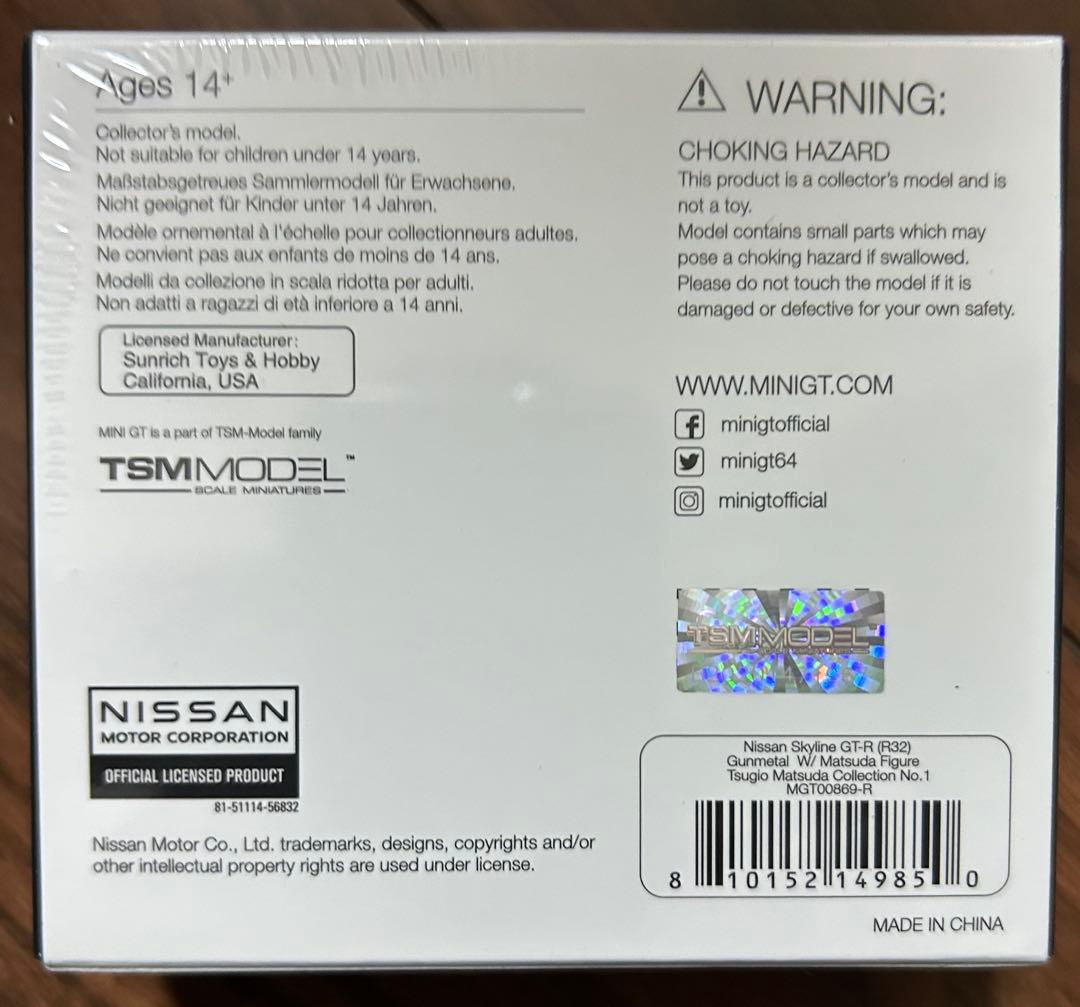 Ages 14+
Collector's model.
Not suitable for children under 14 years.
Maßstabsgetreues Sammlermodell für Erwachsene.
Nicht geeignet für Kinder unter 14 Jahren.
Modèle ornemental à l'échelle pour collectionneurs adultes.
Ne convient pas aux enfants de moins de 14 ans.
Modelli da collezione in scala ridotta per adulti.
Non adatti a ragazzi di età inferiore a 14 anni.
Licensed Manufacturer:
Sunrich Toys & Hobby
California, USA
MINI GT is a part of TSM-Model family
TSMMODEL™
SCALE MINIATURES
NISSAN
MOTOR CORPORATION
OFFICIAL LICENSED PRODUCT
81-51114-56832
Nissan Motor Co., Ltd. trademarks, designs, copyrights and/or
other intellectual property rights are used under license.
WARNING:
CHOKING HAZARD
This product is a collector's model and is
not a toy.
Model contains small parts which may
pose a choking hazard if swallowed.
Please do not touch the model if it is
damaged or defective for your own safety.
WWW.MINIGT.COM
minigtofficial
minigt64
minigtofficial
TSMMODEL
Nissan Skyline GT-R (R32)
Gunmetal W/ Matsuda Figure
Tsugio Matsuda Collection No.1
MGT00869-R
8 10152 14985 0
MADE IN CHINA